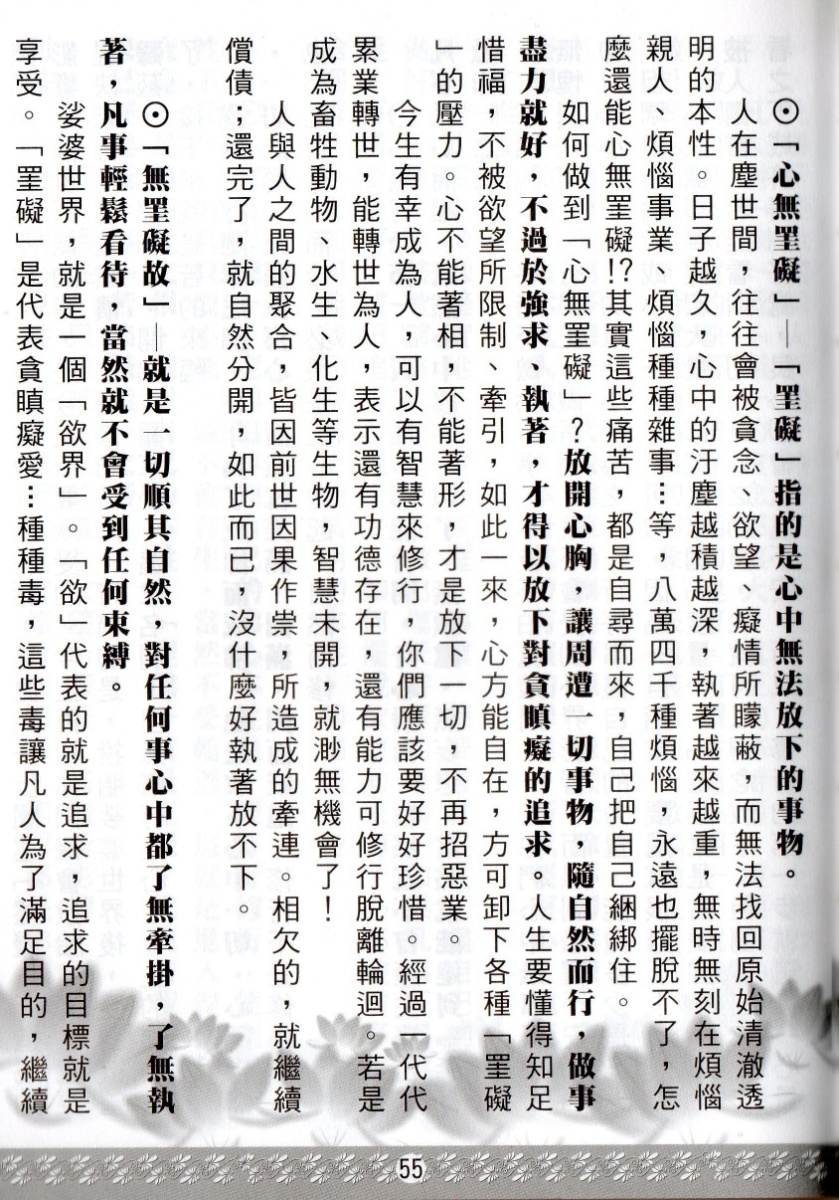 ⊙「心無罣礙」—「罣礙」指的是心中無法放下的事物。
人在塵世間，往往會被貪念、欲望、癡情所矇蔽，而無法找回原始清澈透
明的本性。日子越久，心中的汙塵越積越深，執著越來越重，無時無刻在煩惱
親人、煩惱事業、煩惱種種雜事…等，八萬四千種煩惱，永遠也擺脫不了，怎
麼還能心無罣礙!?其實這些痛苦，都是自尋而來，自己把自己綑綁住。
如何做到「心無罣礙」？放開心胸，讓周遭一切事物，隨自然而行，做事
盡力就好，不過於強求、執著，才得以放下對貪瞋癡的追求。人生要懂得知足
惜福，不被欲望所限制、牽引，如此一來，心方能自在，方可卸下各種「罣礙
」的壓力。心不能著相，不能著形，才是放下一切，不再招惡業。
今生有幸成為人，可以有智慧來修行，你們應該要好好珍惜。經過一代代
累業轉世，能轉世為人，表示還有功德存在，還有能力可修行脫離輪迴。若是
成為畜牲動物、水生、化生等生物，智慧未開，就渺無機會了！
人與人之間的聚合，皆因前世因果作祟，所造成的牽連。相欠的，就繼續
償債，還完了，就自然分開，如此而已，沒什麼好執著放不下。
⊙「無罣礙故」—就是一切順其自然，對任何事心中都了無牽掛，了無執
著，凡事輕鬆看待，當然就不會受到任何束縛。
娑婆世界，就是一個「欲界」。「欲」代表的就是追求，追求的目標就是
享受。「罣礙」是代表貪瞋癡愛…種種毒，這些毒讓凡人為了滿足目的，繼續
55